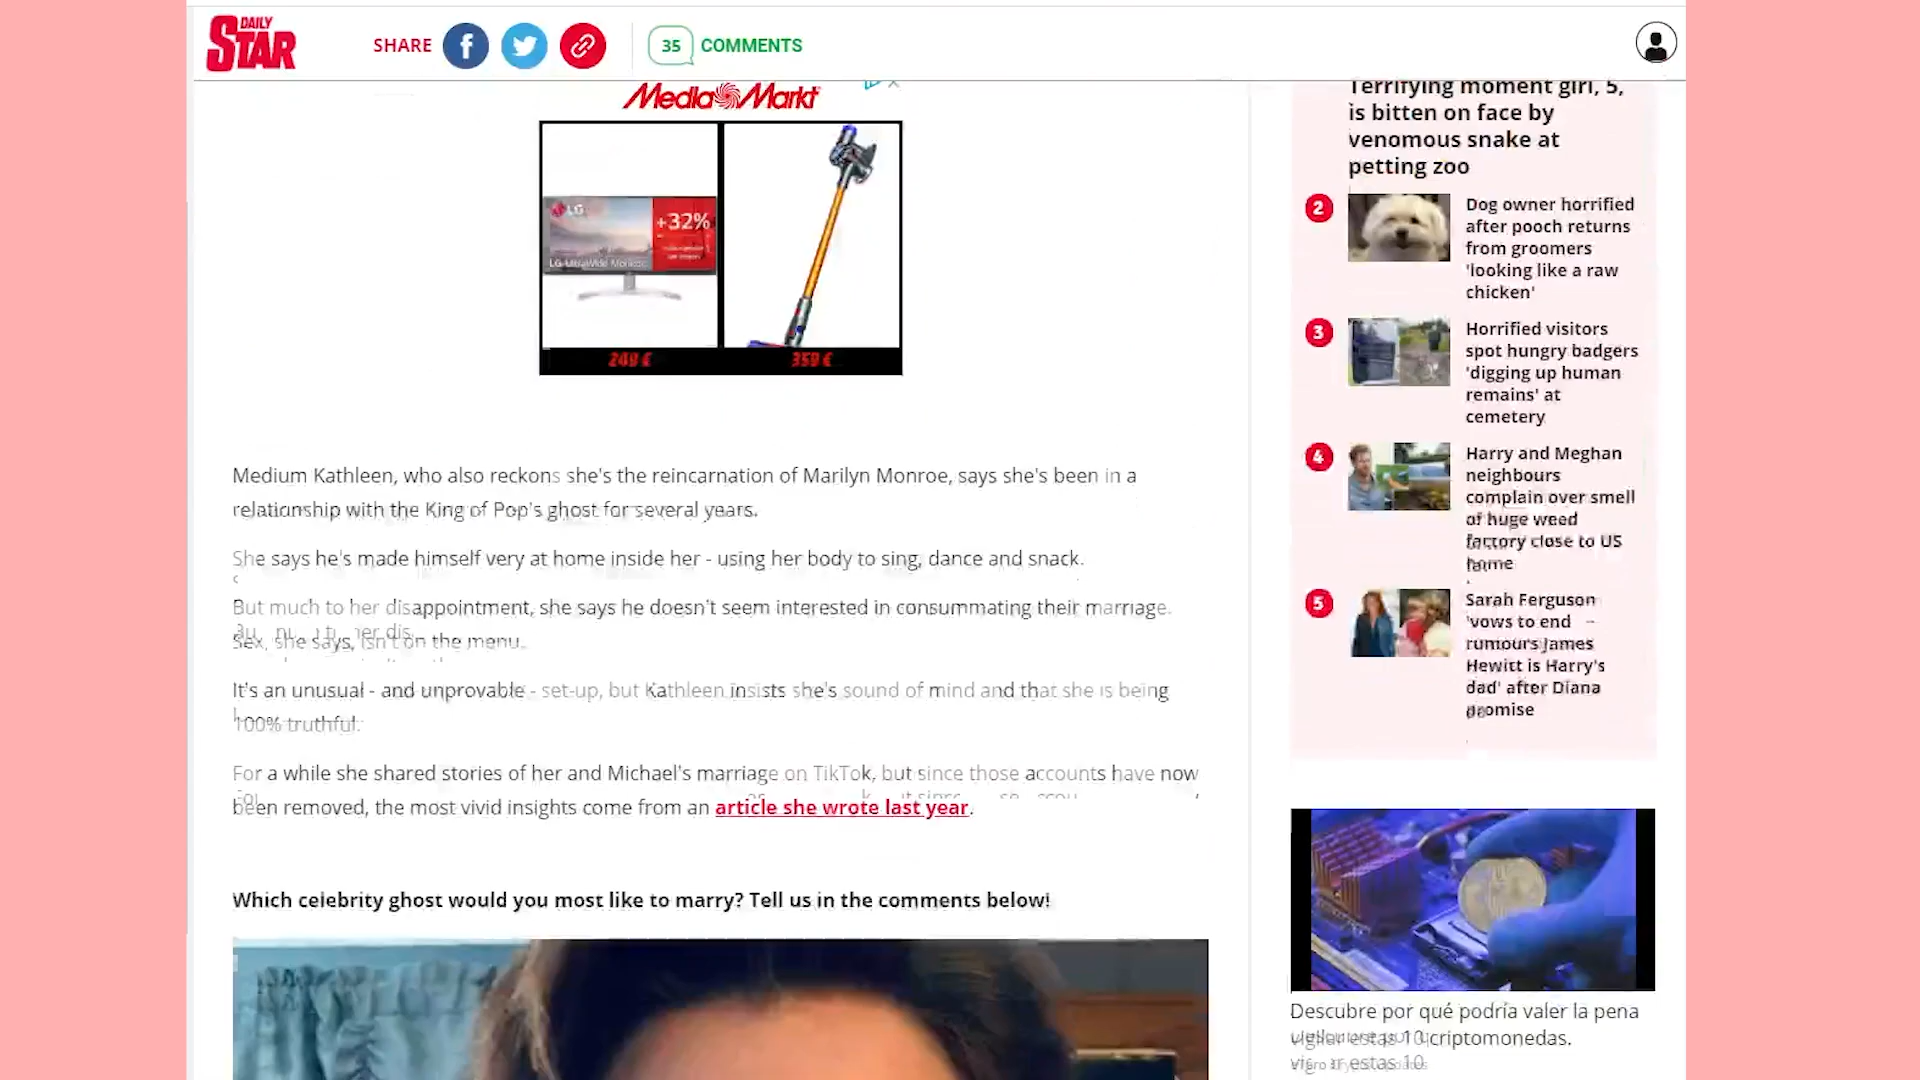 DAILY
STAR
SHARE
35 COMMENTS
MediaMarkt
LG
+32%
LG UltraWide Monitor
249 €
359 €
Medium Kathleen, who also reckons she's the reincarnation of Marilyn Monroe, says she's been in a
relationship with the King of Pop's ghost for several years.
She says he's made himself very at home inside her - using her body to sing, dance and snack.
But much to her disappointment, she says he doesn't seem interested in consummating their marriage.
Sex, she says, isn't on the menu.
It's an unusual - and unprovable - set-up, but Kathleen insists she's sound of mind and that she is being
100% truthful.
For a while she shared stories of her and Michael's marriage on TikTok, but since those accounts have now
been removed, the most vivid insights come from an article she wrote last year.
Which celebrity ghost would you most like to marry? Tell us in the comments below!
Terrifying moment girl, 5,
is bitten on face by
venomous snake at
petting zoo
2
Dog owner horrified
after pooch returns
from groomers
'looking like a raw
chicken'
3
Horrified visitors
spot hungry badgers
'digging up human
remains' at
cemetery
4
Harry and Meghan
neighbours
complain over smell
of huge weed
factory close to US
home
5
Sarah Ferguson
'vows to end
rumours James
Hewitt is Harry's
dad' after Diana
promise
Descubre por qué podría valer la pena
vigilar estas 10 criptomonedas.